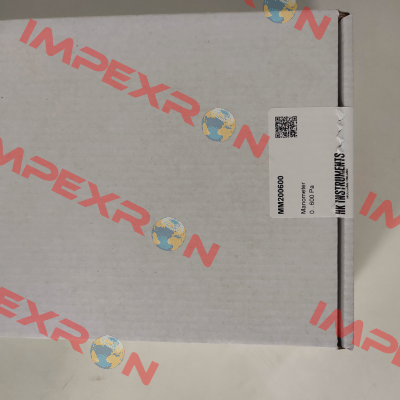 IMPEXRON
MM200600
Manometer
0...600 Pa
HK INSTRUMENTS
IMPEXRON
IMPEXRON
IMPEXRON